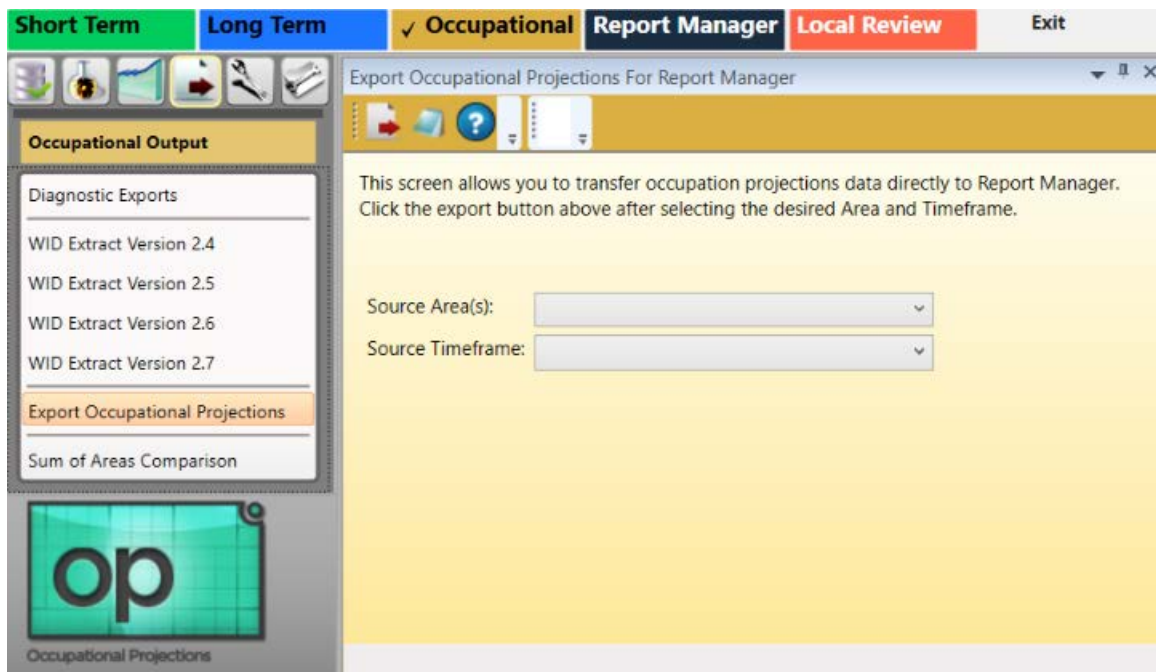 Short Term
Long Term
✓ Occupational
Report Manager
Local Review
Exit
Export Occupational Projections For Report Manager
Occupational Output
Diagnostic Exports
WID Extract Version 2.4
WID Extract Version 2.5
WID Extract Version 2.6
WID Extract Version 2.7
Export Occupational Projections
Sum of Areas Comparison
op
Occupational Projections
?
This screen allows you to transfer occupation projections data directly to Report Manager.
Click the export button above after selecting the desired Area and Timeframe.
Source Area(s):
Source Timeframe: